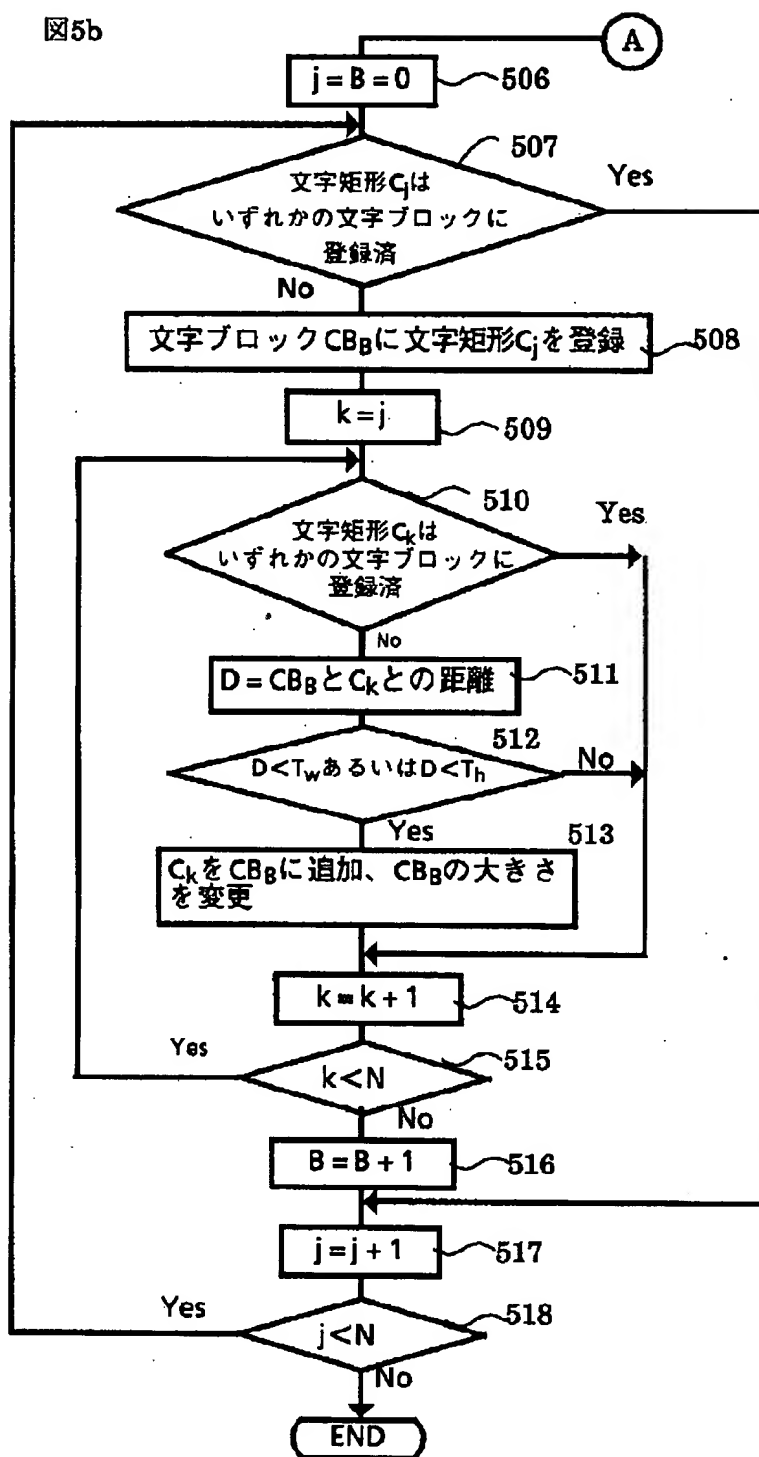 図5b
A
j=B=0
506
507
文字矩形Cjは
いずれかの文字ブロックに
登録済
Yes
No
文字ブロックCBBに文字矩形Cjを登録
508
k=j
509
510
文字矩形Ckは
いずれかの文字ブロックに
登録済
Yes
No
D=CBBとCkとの距離
511
512
D<TwあるいはD<Th
No
Yes
513
CkをCBBに追加、CBBの大きさ
を変更
k=k+1
514
Yes
515
k<N
No
B=B+1
516
j=j+1
517
Yes
518
j<N
No
END